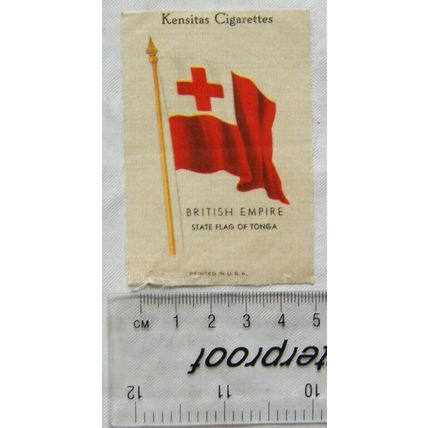 Kensitas Cigarettes
BRITISH EMPIRE
STATE FLAG OF TONGA
PRINTED IN U.S.A.
CM 1 2 3 4 5
terproof
12 11 10